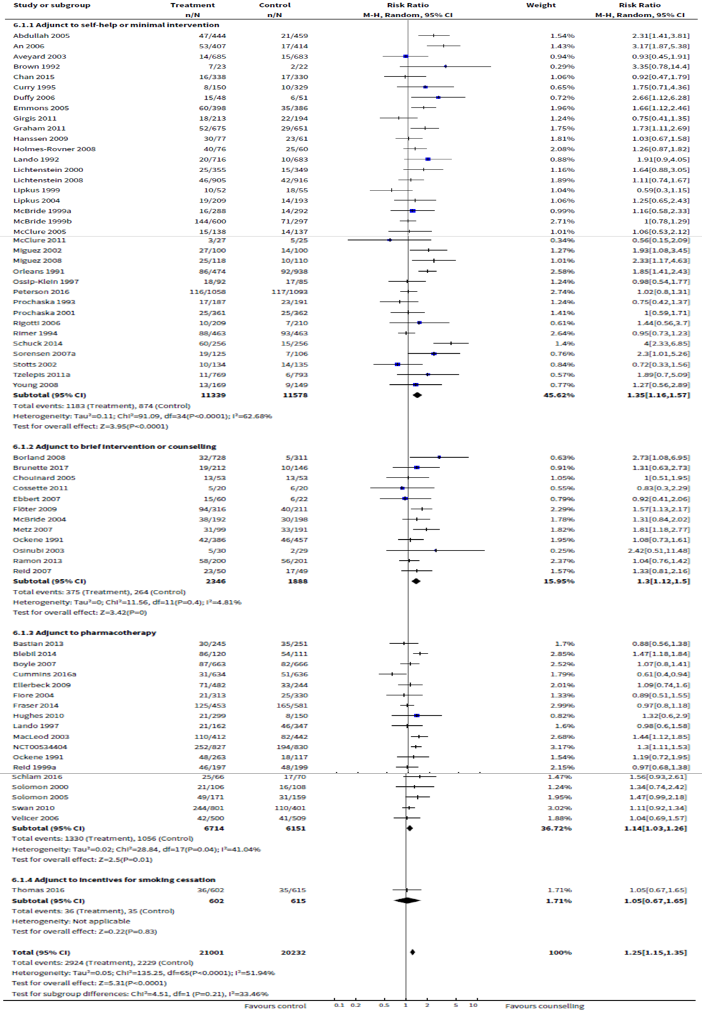 Study or subgroup Treatment Control Risk Ratio Weight Risk Ratio
n/N n/N M-H, Random, 95% CI M-H, Random, 95% CI
6.1.1 Adjunct to self-help or minimal intervention
Abdullah 2005 47/444 21/459 1.54% 2.31[1.41,3.81]
An 2006 53/407 17/414 1.43% 3.17[1.87,5.38]
Aveyard 2003 14/685 15/683 0.94% 0.93[0.45,1.91]
Brown 1992 7/23 2/22 0.29% 3.35[0.78,14.4]
Chan 2015 16/338 17/330 1.06% 0.92[0.47,1.79]
Curry 1995 8/150 10/329 0.65% 1.75[0.71,4.36]
Duffy 2006 15/48 6/51 0.72% 2.66[1.12,6.28]
Emmons 2005 60/398 35/386 1.96% 1.66[1.12,2.46]
Girgis 2011 18/213 24/194 1.24% 0.75[0.41,1.35]
Graham 2011 52/675 29/651 1.75% 1.73[1.11,2.69]
Hanssen 2009 30/77 23/61 1.81% 1.03[0.67,1.58]
Holmes-Rovner 2008 40/76 25/60 2.08% 1.26[0.87,1.82]
Lando 1992 20/716 10/683 0.88% 1.91[0.9,4.05]
Lichtenstein 2000 25/355 15/349 1.16% 1.64[0.88,3.05]
Lichtenstein 2008 46/905 42/916 1.89% 1.11[0.74,1.67]
Lipkus 1999 10/52 18/55 1.04% 0.59[0.3,1.15]
Lipkus 2004 19/209 14/193 1.06% 1.25[0.65,2.43]
McBride 1999a 16/288 14/292 0.99% 1.16[0.58,2.33]
McBride 1999b 144/600 71/297 2.77% 1[0.78,1.29]
McClure 2005 15/138 14/137 1.01% 1.06[0.53,2.12]
McClure 2011 3/27 5/25 0.34% 0.56[0.15,2.09]
Miguez 2002 27/100 14/100 1.27% 1.93[1.08,3.45]
Miguez 2008 25/118 10/110 1.03% 2.33[1.17,4.63]
Orleans 1991 86/474 92/938 2.58% 1.85[1.41,2.43]
Ossip-Klein 1997 18/92 17/85 1.18% 0.98[0.54,1.77]
Peterson 2016 116/1058 117/1093 2.74% 1.02[0.8,1.31]
Prochaska 1993 17/187 23/191 1.24% 0.75[0.42,1.37]
Prochaska 2001 25/361 25/362 1.41% 1[0.59,1.71]
Rigotti 2006 10/209 7/210 0.61% 1.44[0.56,3.7]
Rimer 1994 88/463 93/463 2.64% 0.95[0.73,1.23]
Schuck 2014 60/256 15/256 1.4% 4[2.33,6.85]
Sorensen 2007a 19/125 7/106 0.76% 2.3[1.01,5.26]
Stotts 2002 10/134 14/135 0.84% 0.72[0.33,1.56]
Tzelepis 2011a 11/769 6/793 0.57% 1.89[0.7,5.09]
Young 2008 13/169 9/149 0.77% 1.27[0.56,2.89]
Subtotal (95% CI) 11339 11578 45.62% 1.35[1.16,1.57]
Total events: 1183 (Treatment), 874 (Control)
Heterogeneity: Tau²=0.11; Chi²=91.09, df=34(P<0.0001); I²=62.68%
Test for overall effect: Z=3.95(P<0.0001)
6.1.2 Adjunct to brief intervention or counselling
Borland 2008 32/728 5/311 0.63% 2.73[1.08,6.95]
Brunette 2017 19/212 10/146 0.91% 1.31[0.63,2.73]
Chouinard 2005 13/53 13/53 1.05% 1[0.51,1.95]
Cossette 2011 5/20 6/20 0.55% 0.83[0.3,2.29]
Ebbert 2007 15/60 6/22 0.79% 0.92[0.41,2.06]
Flöter 2009 94/316 40/211 2.29% 1.57[1.13,2.17]
McBride 2004 38/192 30/198 1.78% 1.31[0.84,2.02]
Metz 2007 31/99 33/191 1.82% 1.81[1.18,2.77]
Ockene 1991 42/386 46/457 1.92% 1.08[0.73,1.61]
Osinubi 2003 5/30 2/29 0.25% 2.42[0.51,11.48]
Ramon 2013 58/200 56/201 2.37% 1.04[0.76,1.42]
Reid 2007 23/50 17/49 1.57% 1.33[0.81,2.16]
Subtotal (95% CI) 2346 1888 15.95% 1.3[1.12,1.5]
Total events: 375 (Treatment), 264 (Control)
Heterogeneity: Tau²=0; Chi²=11.56, df=11(P=0.4); I²=4.81%
Test for overall effect: Z=3.42(P=0)
6.1.3 Adjunct to pharmacotherapy
Bastian 2013 30/245 35/251 1.7% 0.88[0.56,1.38]
Blebil 2014 86/120 54/111 2.85% 1.47[1.18,1.84]
Boyle 2007 87/663 82/666 2.52% 1.07[0.8,1.41]
Cummins 2016a 31/634 51/636 1.79% 0.61[0.4,0.94]
Ellerbeck 2009 71/482 33/244 2.01% 1.09[0.74,1.6]
Fiore 2004 21/313 25/330 1.33% 0.89[0.51,1.55]
Fraser 2014 125/453 165/581 2.99% 0.97[0.8,1.18]
Hughes 2010 21/299 8/150 0.82% 1.32[0.6,2.9]
Lando 1997 21/162 46/347 1.6% 0.98[0.6,1.58]
MacLeod 2003 110/412 82/442 2.68% 1.44[1.12,1.85]
NCT00534404 252/827 194/830 3.17% 1.3[1.11,1.53]
Ockene 1991 48/263 18/117 1.54% 1.19[0.72,1.95]
Reid 1999a 46/197 48/199 2.15% 0.97[0.68,1.38]
Schlam 2016 25/66 17/70 1.47% 1.56[0.93,2.61]
Solomon 2000 21/106 16/108 1.24% 1.34[0.74,2.42]
Solomon 2005 49/171 31/159 1.95% 1.47[0.99,2.18]
Swan 2010 244/801 110/401 3.02% 1.11[0.92,1.34]
Velicer 2006 42/500 41/509 1.88% 1.04[0.69,1.57]
Subtotal (95% CI) 6714 6151 36.72% 1.14[1.03,1.26]
Total events: 1330 (Treatment), 1056 (Control)
Heterogeneity: Tau²=0.02; Chi²=28.84, df=17(P=0.04); I²=41.04%
Test for overall effect: Z=2.5(P=0.01)
6.1.4 Adjunct to incentives for smoking cessation
Thomas 2016 36/602 35/615 1.71% 1.05[0.67,1.65]
Subtotal (95% CI) 602 615 1.71% 1.05[0.67,1.65]
Total events: 36 (Treatment), 35 (Control)
Heterogeneity: Not applicable
Test for overall effect: Z=0.22(P=0.83)
Total (95% CI) 21001 20232 100% 1.25[1.15,1.35]
Total events: 2924 (Treatment), 2229 (Control)
Heterogeneity: Tau²=0.05; Chi²=135.25, df=65(P<0.0001); I²=51.94%
Test for overall effect: Z=5.31(P<0.0001)
Test for subgroup differences: Chi²=4.51, df=1 (P=0.21), I²=33.46%
Favours control 0.1 0.2 0.5 1 2 5 10 Favours counselling